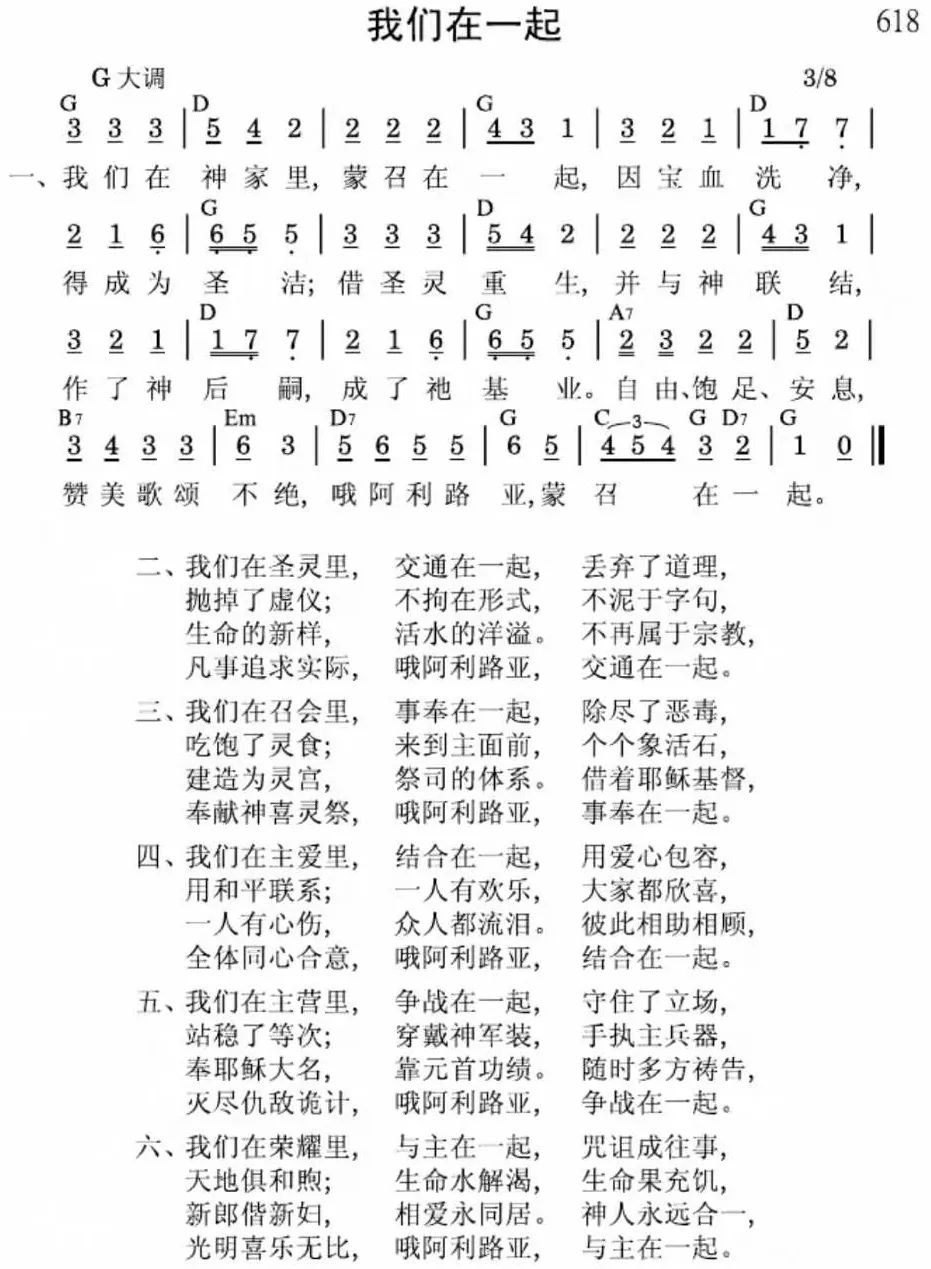 我们在一起 618
G 大调 3/8
G D G D
3 3 3 | 5 4 2 | 2 2 2 | 4 3 1 | 3 2 1 | 1 7 7 |
一、我们在 神家里, 蒙召在 一 起, 因宝血 洗 净,
G D G
2 1 6 | 6 5 5 | 3 3 3 | 5 4 2 | 2 2 2 | 4 3 1 |
得成为 圣 洁; 借圣灵 重 生, 并与神 联 结,
D G A7 D
3 2 1 | 1 7 7 | 2 1 6 | 6 5 5 | 2 3 2 2 | 5 2 |
作了神 后 嗣, 成了祂 基 业。自由、饱足、安息,
B7 Em D7 G C 3 G D7 G
3 4 3 3 | 6 3 | 5 6 5 5 | 6 5 | 4 5 4 3 2 | 1 0 ‖
赞美歌颂 不绝, 哦阿利路 亚,蒙 召 在一 起。
二、我们在圣灵里, 交通在一起, 丢弃了道理,
抛掉了虚仪; 不拘在形式, 不泥于字句,
生命的新样, 活水的洋溢。 不再属于宗教,
凡事追求实际, 哦阿利路亚, 交通在一起。
三、我们在召会里, 事奉在一起, 除尽了恶毒,
吃饱了灵食; 来到主面前, 个个象活石,
建造为灵宫, 祭司的体系。 借着耶稣基督,
奉献神喜灵祭, 哦阿利路亚, 事奉在一起。
四、我们在主爱里, 结合在一起, 用爱心包容,
用和平联系; 一人有欢乐, 大家都欣喜,
一人有心伤, 众人都流泪。 彼此相助相顾,
全体同心合意, 哦阿利路亚, 结合在一起。
五、我们在主营里, 争战在一起, 守住了立场,
站稳了等次; 穿戴神军装, 手执主兵器,
奉耶稣大名, 靠元首功绩。 随时多方祷告,
灭尽仇敌诡计, 哦阿利路亚, 争战在一起。
六、我们在荣耀里, 与主在一起, 咒诅成往事,
天地俱和煦; 生命水解渴, 生命果充饥,
新郎偕新妇, 相爱永同居。 神人永远合一,
光明喜乐无比, 哦阿利路亚, 与主在一起。